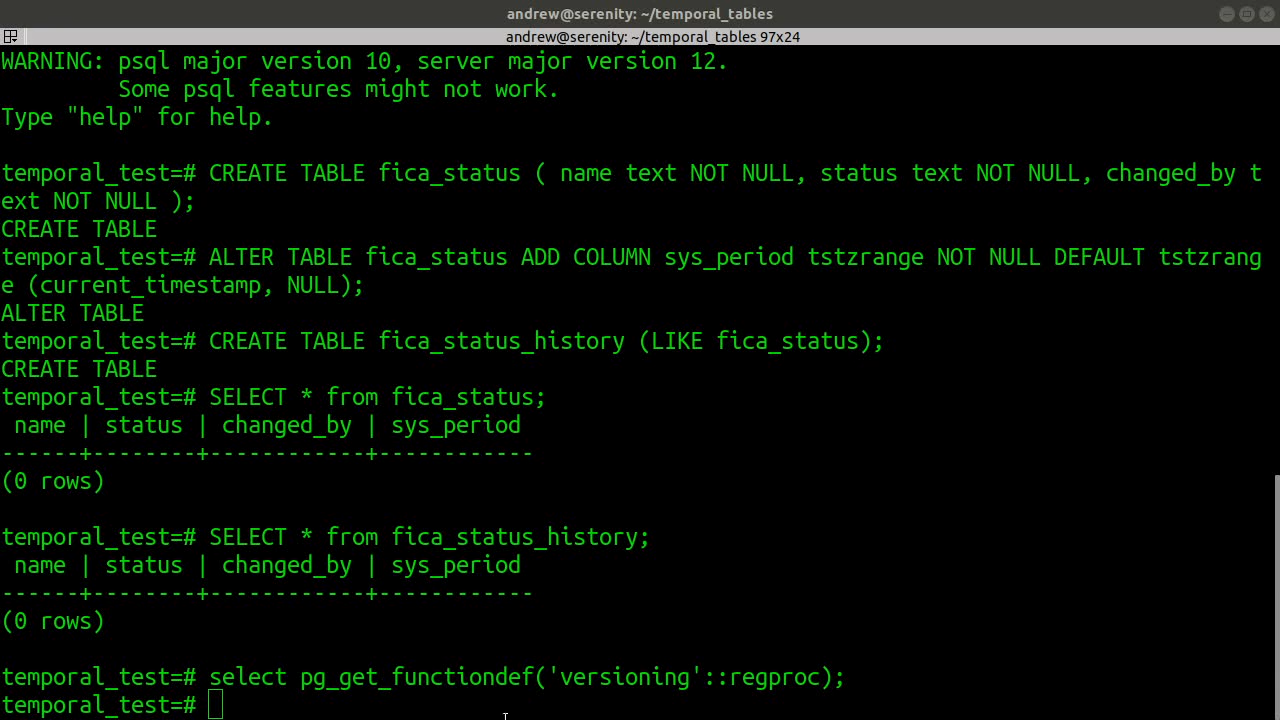 andrew@serenity: ~/temporal_tables
andrew@serenity: ~/temporal_tables 97x24
WARNING: psql major version 10, server major version 12.
         Some psql features might not work.
Type "help" for help.

temporal_test=# CREATE TABLE fica_status ( name text NOT NULL, status text NOT NULL, changed_by t
ext NOT NULL );
CREATE TABLE
temporal_test=# ALTER TABLE fica_status ADD COLUMN sys_period tstzrange NOT NULL DEFAULT tstzrang
e (current_timestamp, NULL);
ALTER TABLE
temporal_test=# CREATE TABLE fica_status_history (LIKE fica_status);
CREATE TABLE
temporal_test=# SELECT * from fica_status;
 name | status | changed_by | sys_period
------+--------+------------+------------
(0 rows)

temporal_test=# SELECT * from fica_status_history;
 name | status | changed_by | sys_period
------+--------+------------+------------
(0 rows)

temporal_test=# select pg_get_functiondef('versioning'::regproc);
temporal_test=#